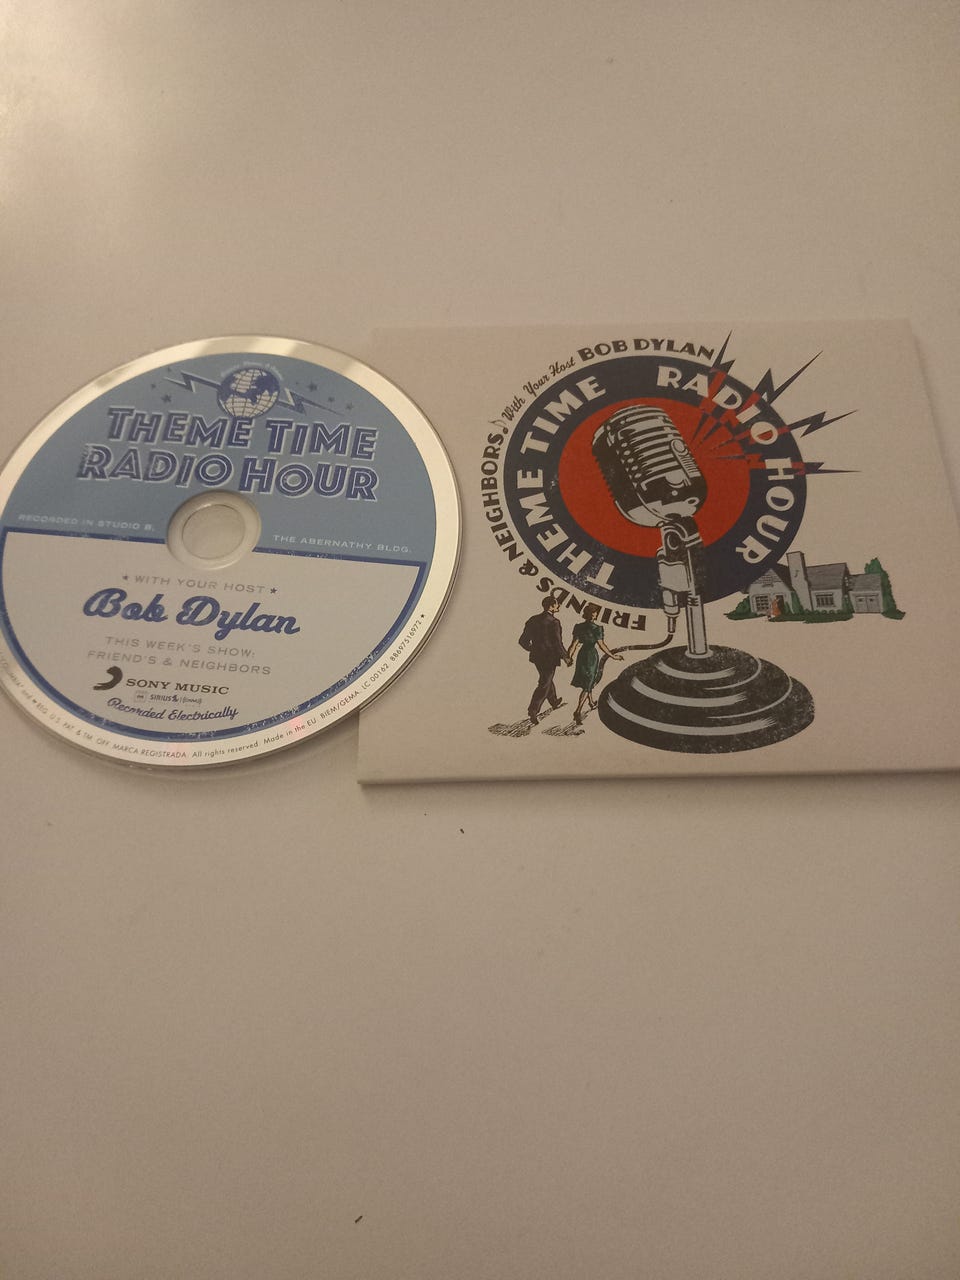 THEME TIME
RADIO HOUR
RECORDED IN STUDIO B.
THE ABERNATHY BLDG.
WITH YOUR HOST
Bob Dylan
THIS WEEK'S SHOW:
FRIEND'S & NEIGHBORS
SONY MUSIC
SIRIUS
Recorded Electrically
REG. U.S. PAT. & TM. OFF. MARCA REGISTRADA. All rights reserved. Made in the EU. BIEM/GEMA. LC 00162. 88697516972
FRIENDS & NEIGHBORS
With Your Host BOB DYLAN
THEME TIME RADIO HOUR